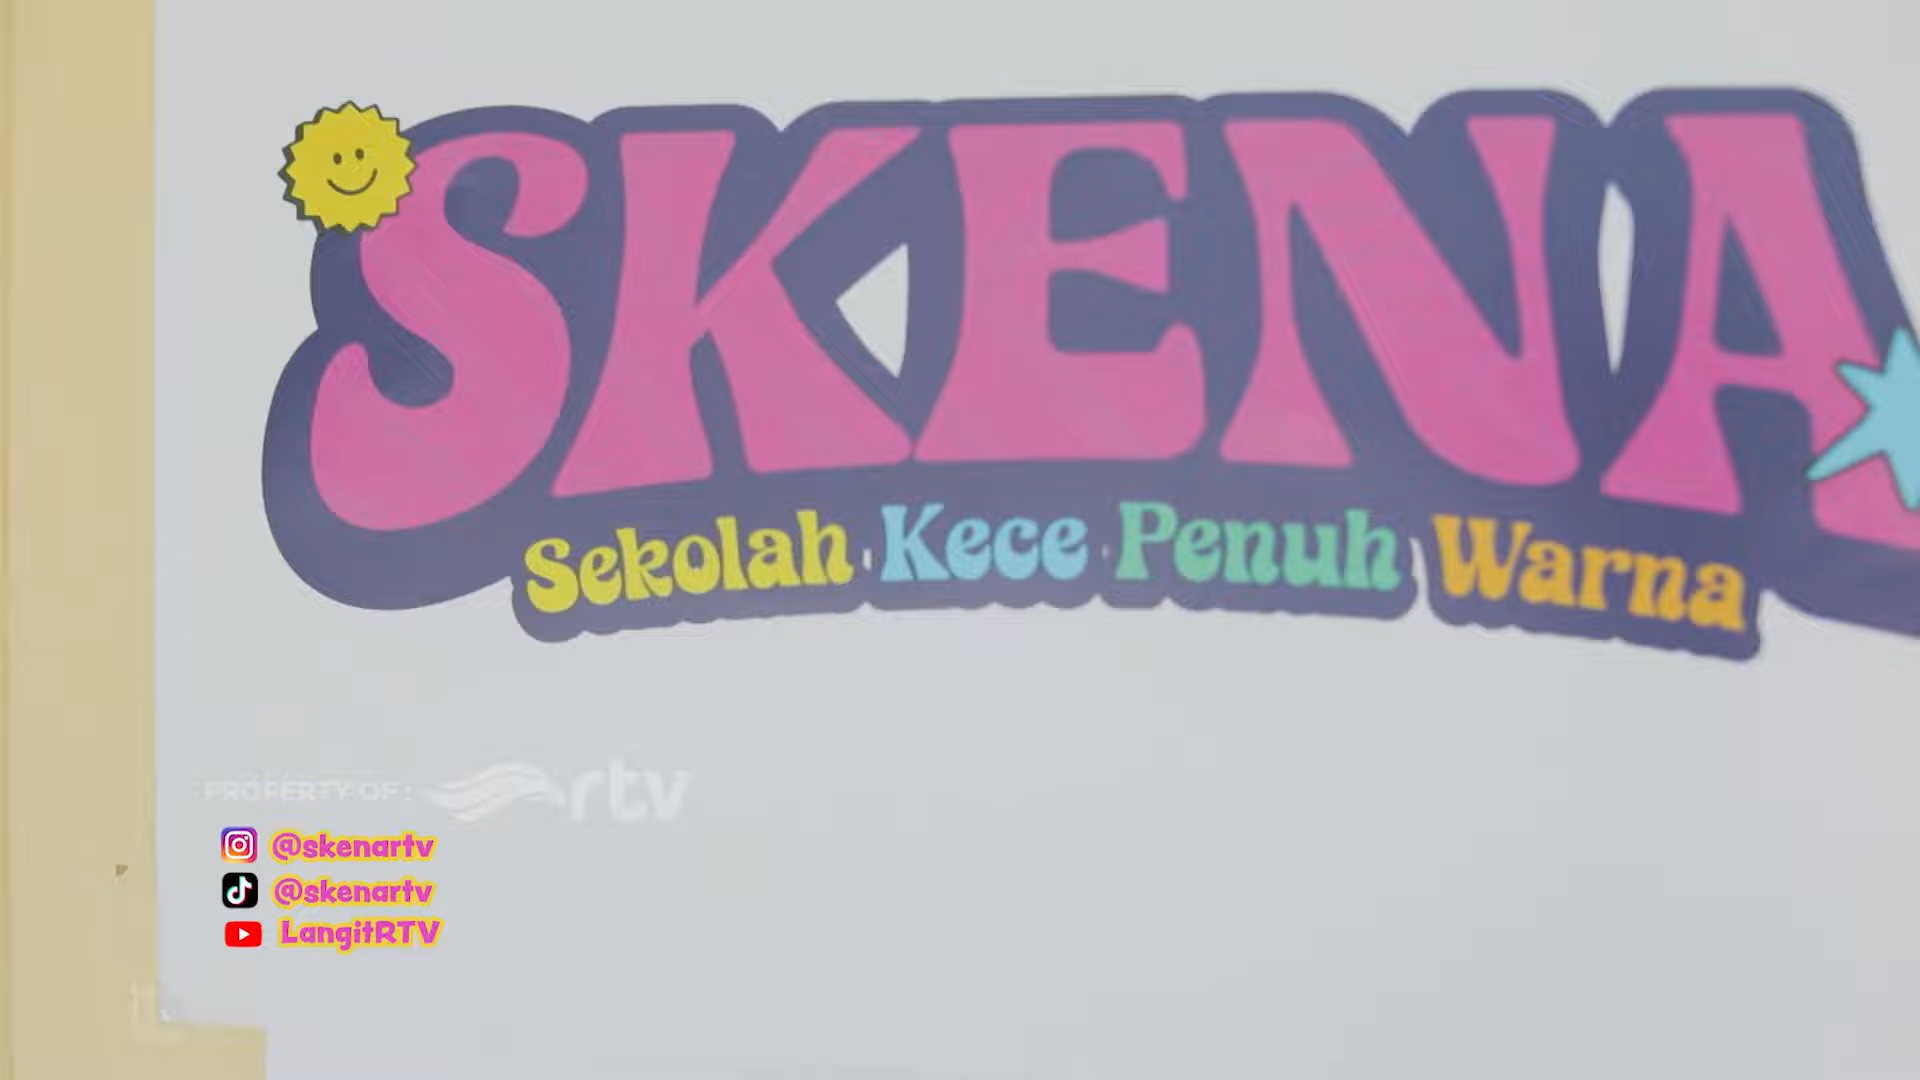 SKENA
Sekolah Kece Penuh Warna
PROPERTY OF : rtv
@skenartv
@skenartv
LangitRTV